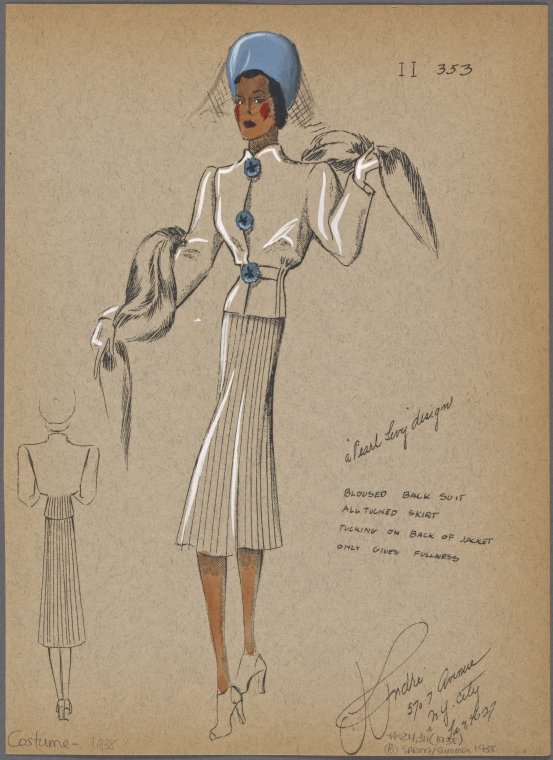 II 353
"a Pearl Levy" design
BLOUSED BACK SUIT
ALL TUCKED SKIRT
TUCKING ON BACK OF JACKET
ONLY GIVES FULLNESS
Andre
570 7 Avenue
N.Y. City
Costume - 1938
(B) Spring/Summer 1938